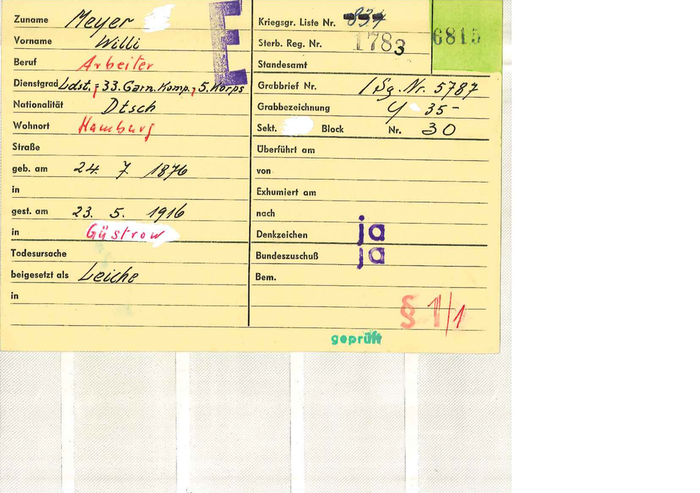 Zuname Meyer
Vorname Willi
Beruf Arbeiter
Dienstgrad Ldst., 33. Garn. Komp., 5. Korps
Nationalität Dtsch
Wohnort Hamburg
Straße
geb. am 24. 7. 1876
in
gest. am 23. 5. 1916
in Güstrow
Todesursache
beigesetzt als Leiche
in
E
Kriegsgr. Liste Nr. 834
Sterb. Reg. Nr. 1783
6815
Standesamt
Grabbrief Nr. / Sg. Nr. 5787
Grabbezeichnung Y 35-
Sekt. Block Nr. 30
Überführt am
von
Exhumiert am
nach
Denkzeichen ja
Bundeszuschuß ja
Bem.
§ 1/1
geprüft